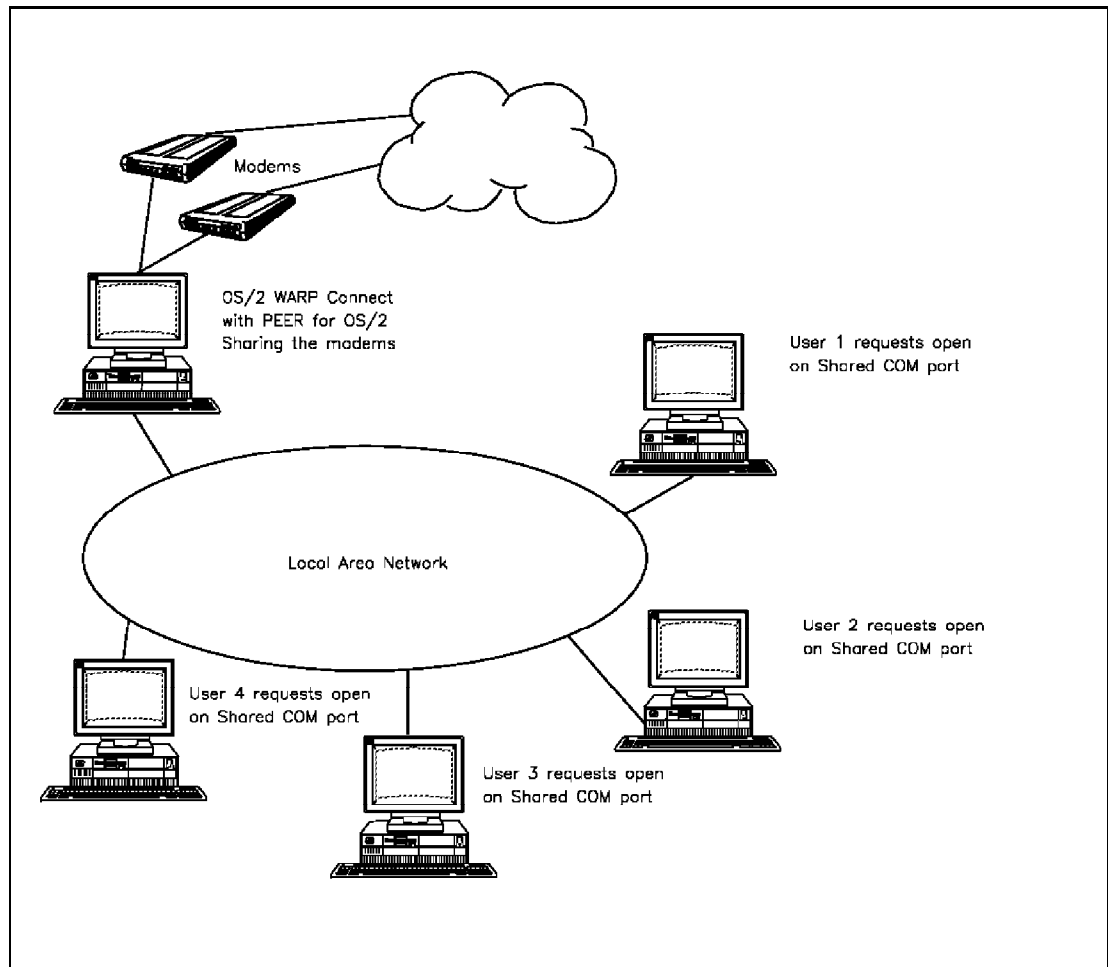 Modems
OS/2 WARP Connect
with PEER for OS/2
Sharing the modems
User 1 requests open
on Shared COM port
Local Area Network
User 2 requests open
on Shared COM port
User 4 requests open
on Shared COM port
User 3 requests open
on Shared COM port